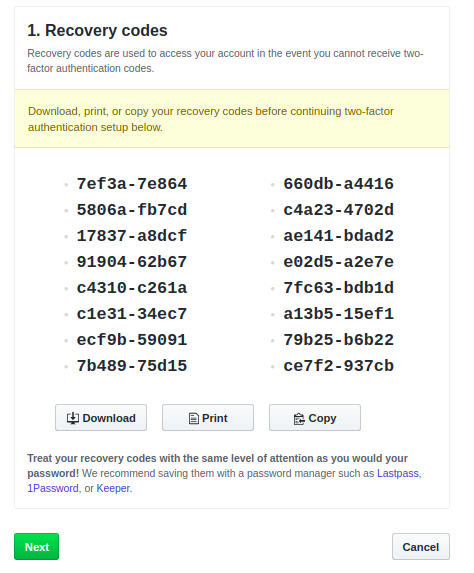 1. Recovery codes
Recovery codes are used to access your account in the event you cannot receive two-
factor authentication codes.
Download, print, or copy your recovery codes before continuing two-factor
authentication setup below.
7ef3a-7e864 660db-a4416
5806a-fb7cd c4a23-4702d
17837-a8dcf ae141-bdad2
91904-62b67 e02d5-a2e7e
c4310-c261a 7fc63-bdb1d
c1e31-34ec7 a13b5-15ef1
ecf9b-59091 79b25-b6b22
7b489-75d15 ce7f2-937cb
Download Print Copy
Treat your recovery codes with the same level of attention as you would your
password! We recommend saving them with a password manager such as Lastpass,
1Password, or Keeper.
Next Cancel